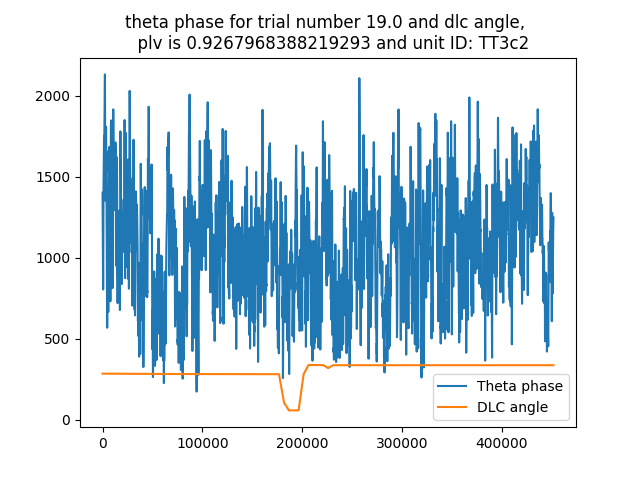 theta phase for trial number 19.0 and dlc angle,
plv is 0.9267968388219293 and unit ID: TT3c2
2000
1500
1000
500
0
Theta phase
DLC angle
0
100000
200000
300000
400000